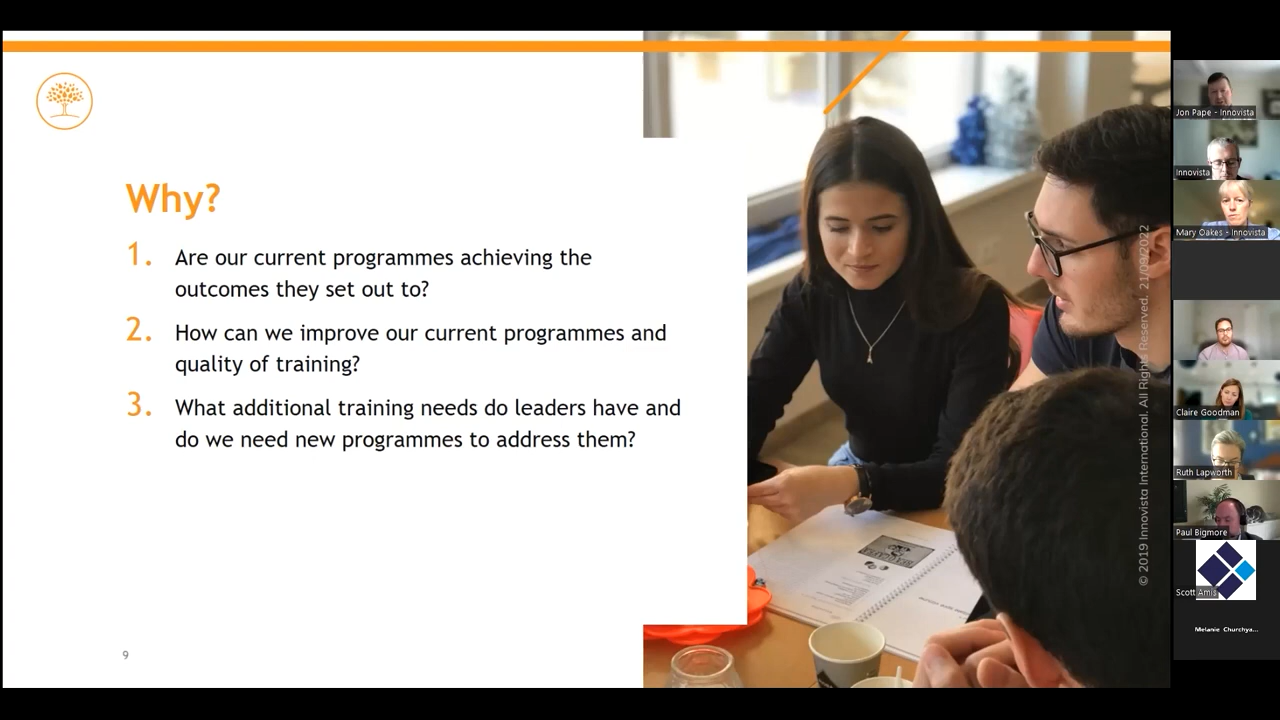 Why?
1. Are our current programmes achieving the
outcomes they set out to?
2. How can we improve our current programmes and
quality of training?
3. What additional training needs do leaders have and
do we need new programmes to address them?
9
© 2019 Innovista International. All Rights Reserved. 21/09/2022
Jon Pape - Innovista
Innovista
Mary Oakes - Innovista
Claire Goodman
Ruth Lapworth
Paul Bigmore
Scott Amis
Melanie Churchya...